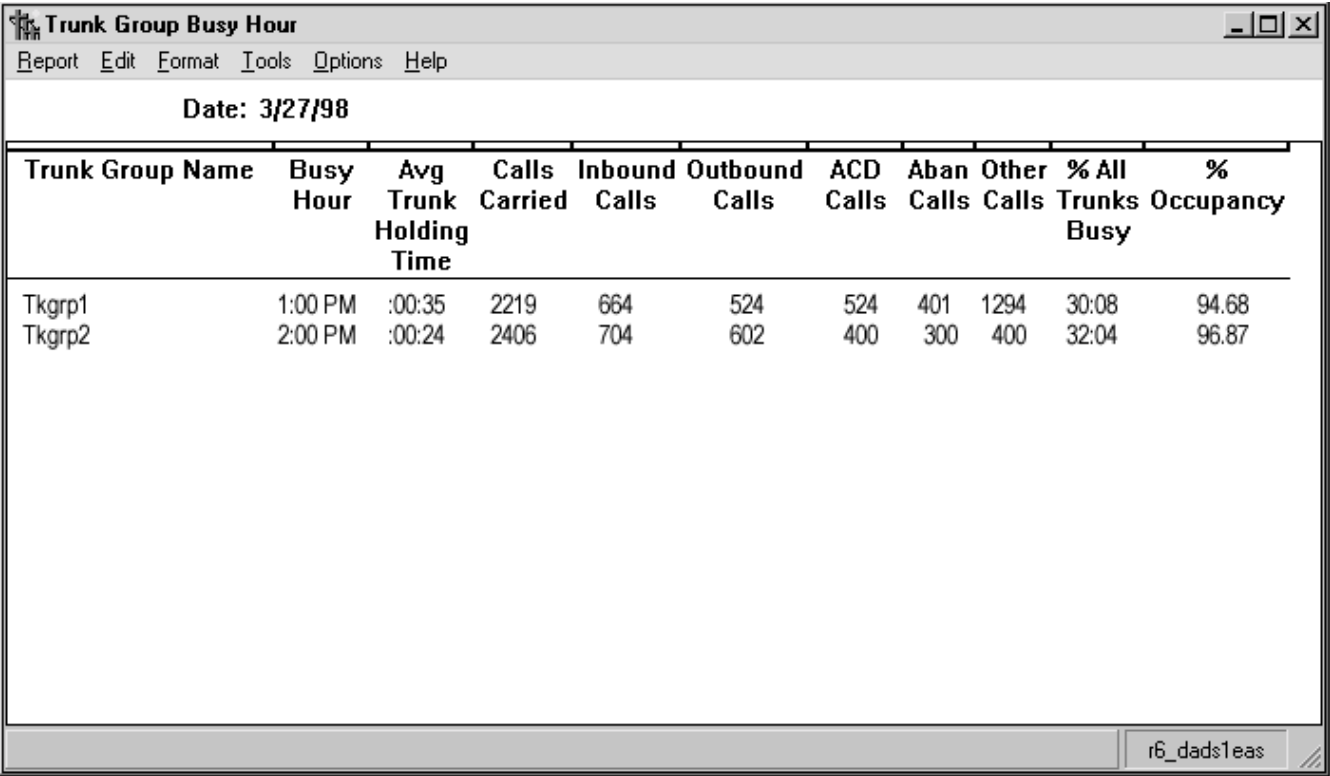 Trunk Group Busy Hour
Report Edit Format Tools Options Help
Date: 3/27/98
Trunk Group Name Busy Avg Calls Inbound Outbound ACD Aban Other % All %
Hour Trunk Carried Calls Calls Calls Calls Calls Trunks Occupancy
Holding Busy
Time
Tkgrp1 1:00 PM :00:35 2219 664 524 524 401 1294 30:08 94.68
Tkgrp2 2:00 PM :00:24 2406 704 602 400 300 400 32:04 96.87
r6_dads1eas